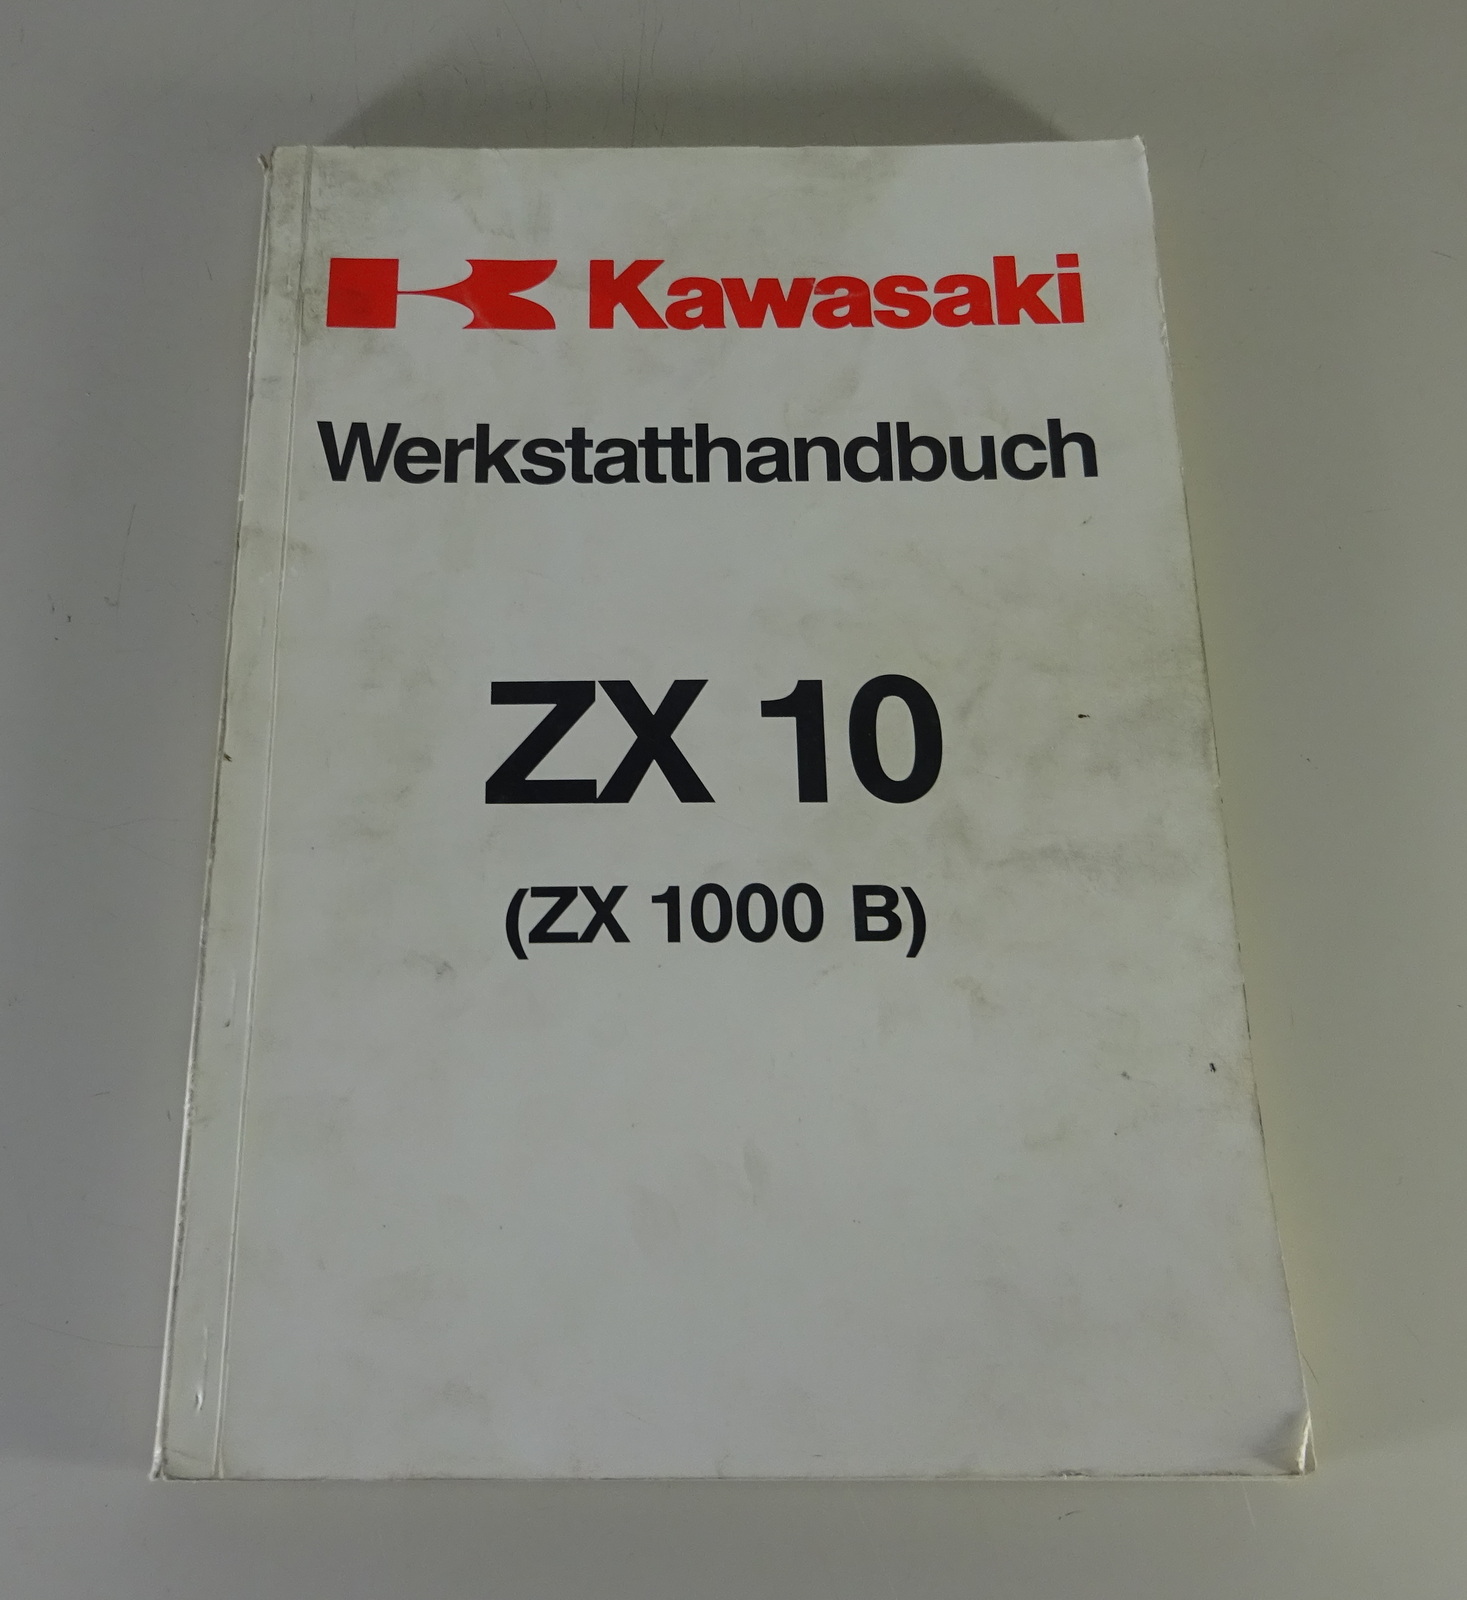 Kawasaki
Werkstatthandbuch
ZX 10
(ZX 1000 B)